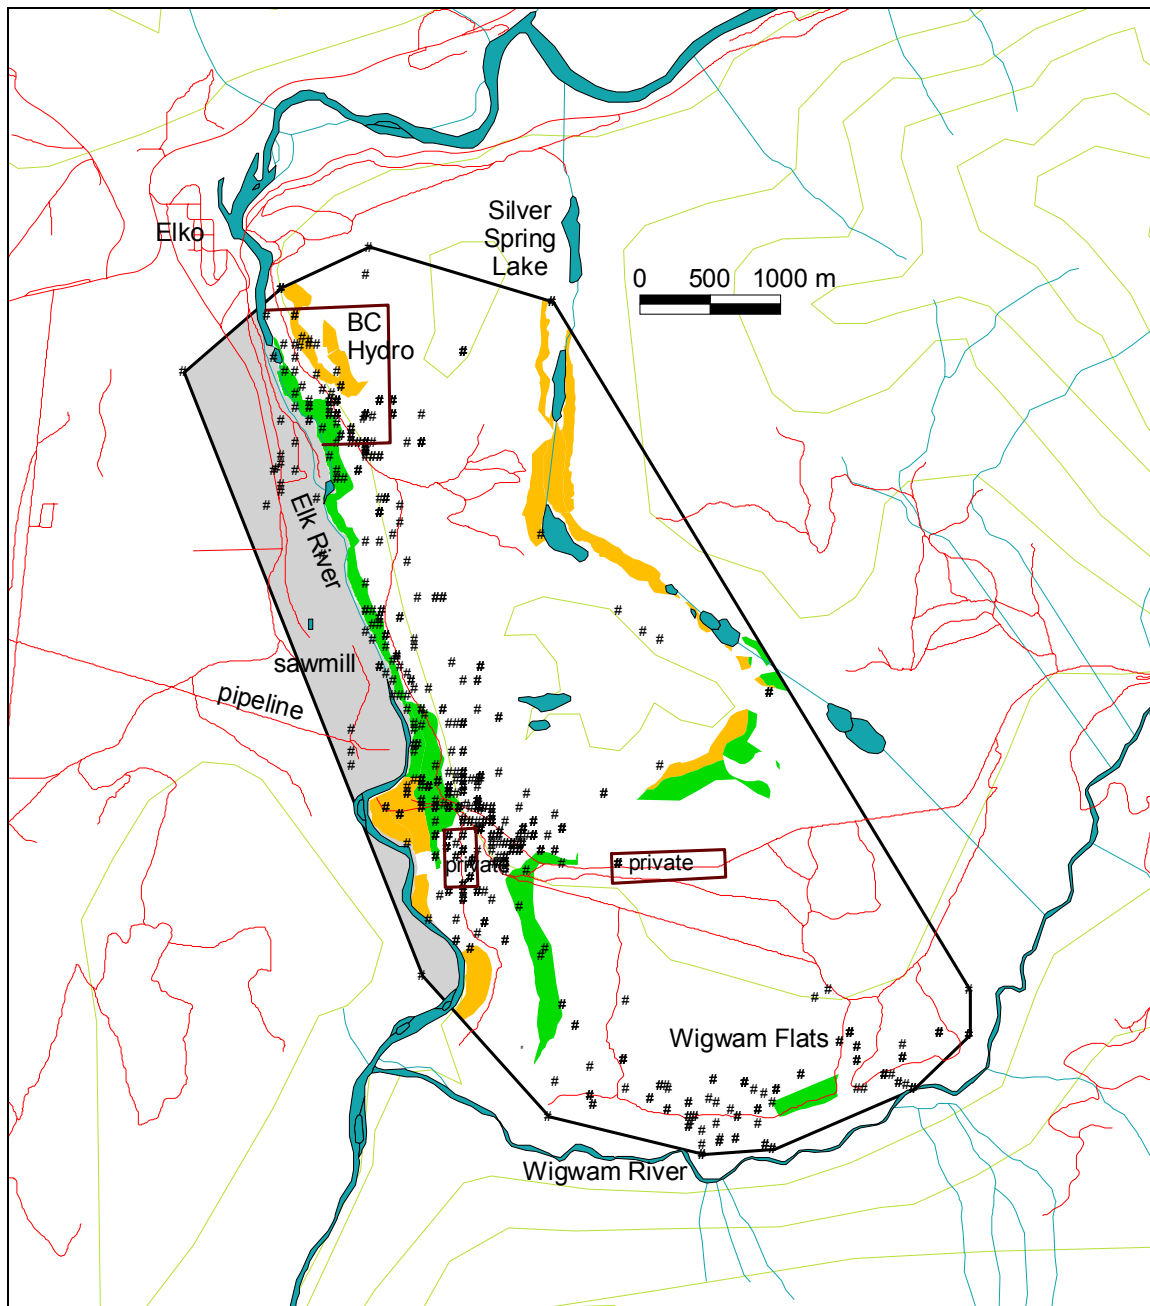 Silver
Spring
Lake
Elko
0 500 1000 m
BC
Hydro
Elk River
sawmill
pipeline
private
private
Wigwam Flats
Wigwam River